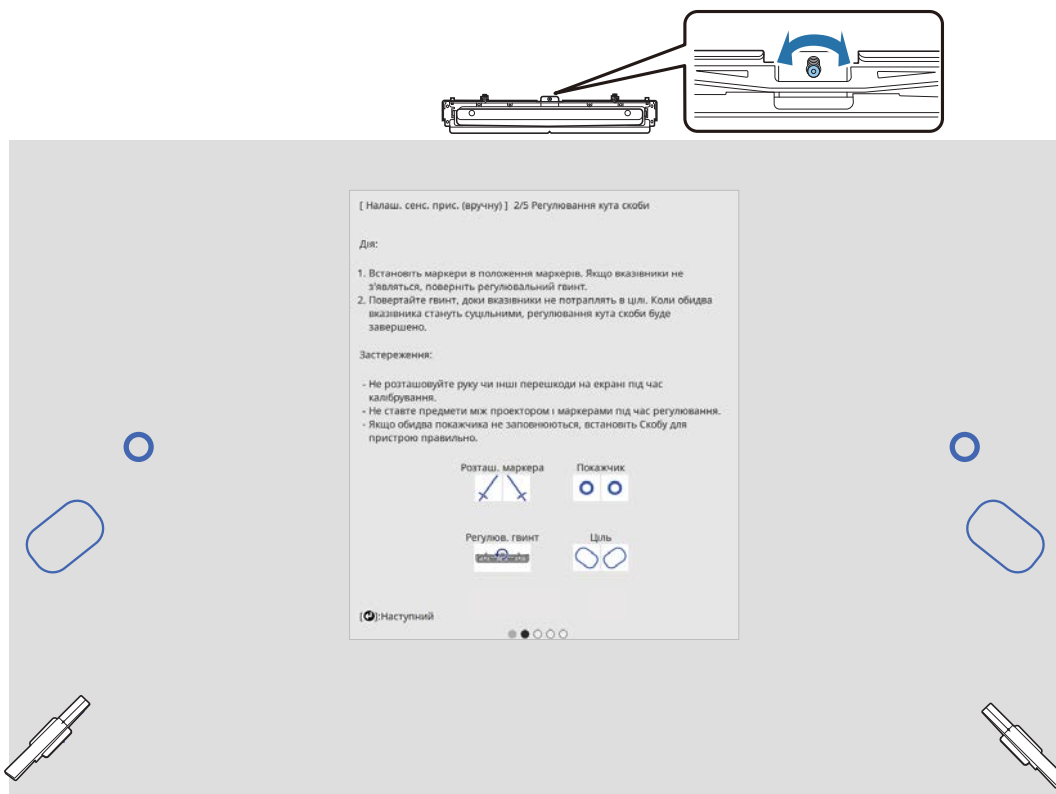 [ Налаш. сенс. прис. (вручну) ] 2/5 Регулювання кута скоби
Дія:
1. Встановіть маркери в положення маркерів. Якщо вказівники не
з'являться, поверніть регулювальний гвинт.
2. Повертайте гвинт, доки вказівники не потраплять в цілі. Коли обидва
вказівника стануть суцільними, регулювання кута скоби буде
завершено.
Застереження:
- Не розташовуйте руку чи інші перешкоди на екрані під час
калібрування.
- Не ставте предмети між проектором і маркерами під час регулювання.
- Якщо обидва покажчика не заповнюються, встановіть Скобу для
пристрою правильно.
Розташ. маркера Покажчик
Регулюв. гвинт Ціль
[ ]:Наступний